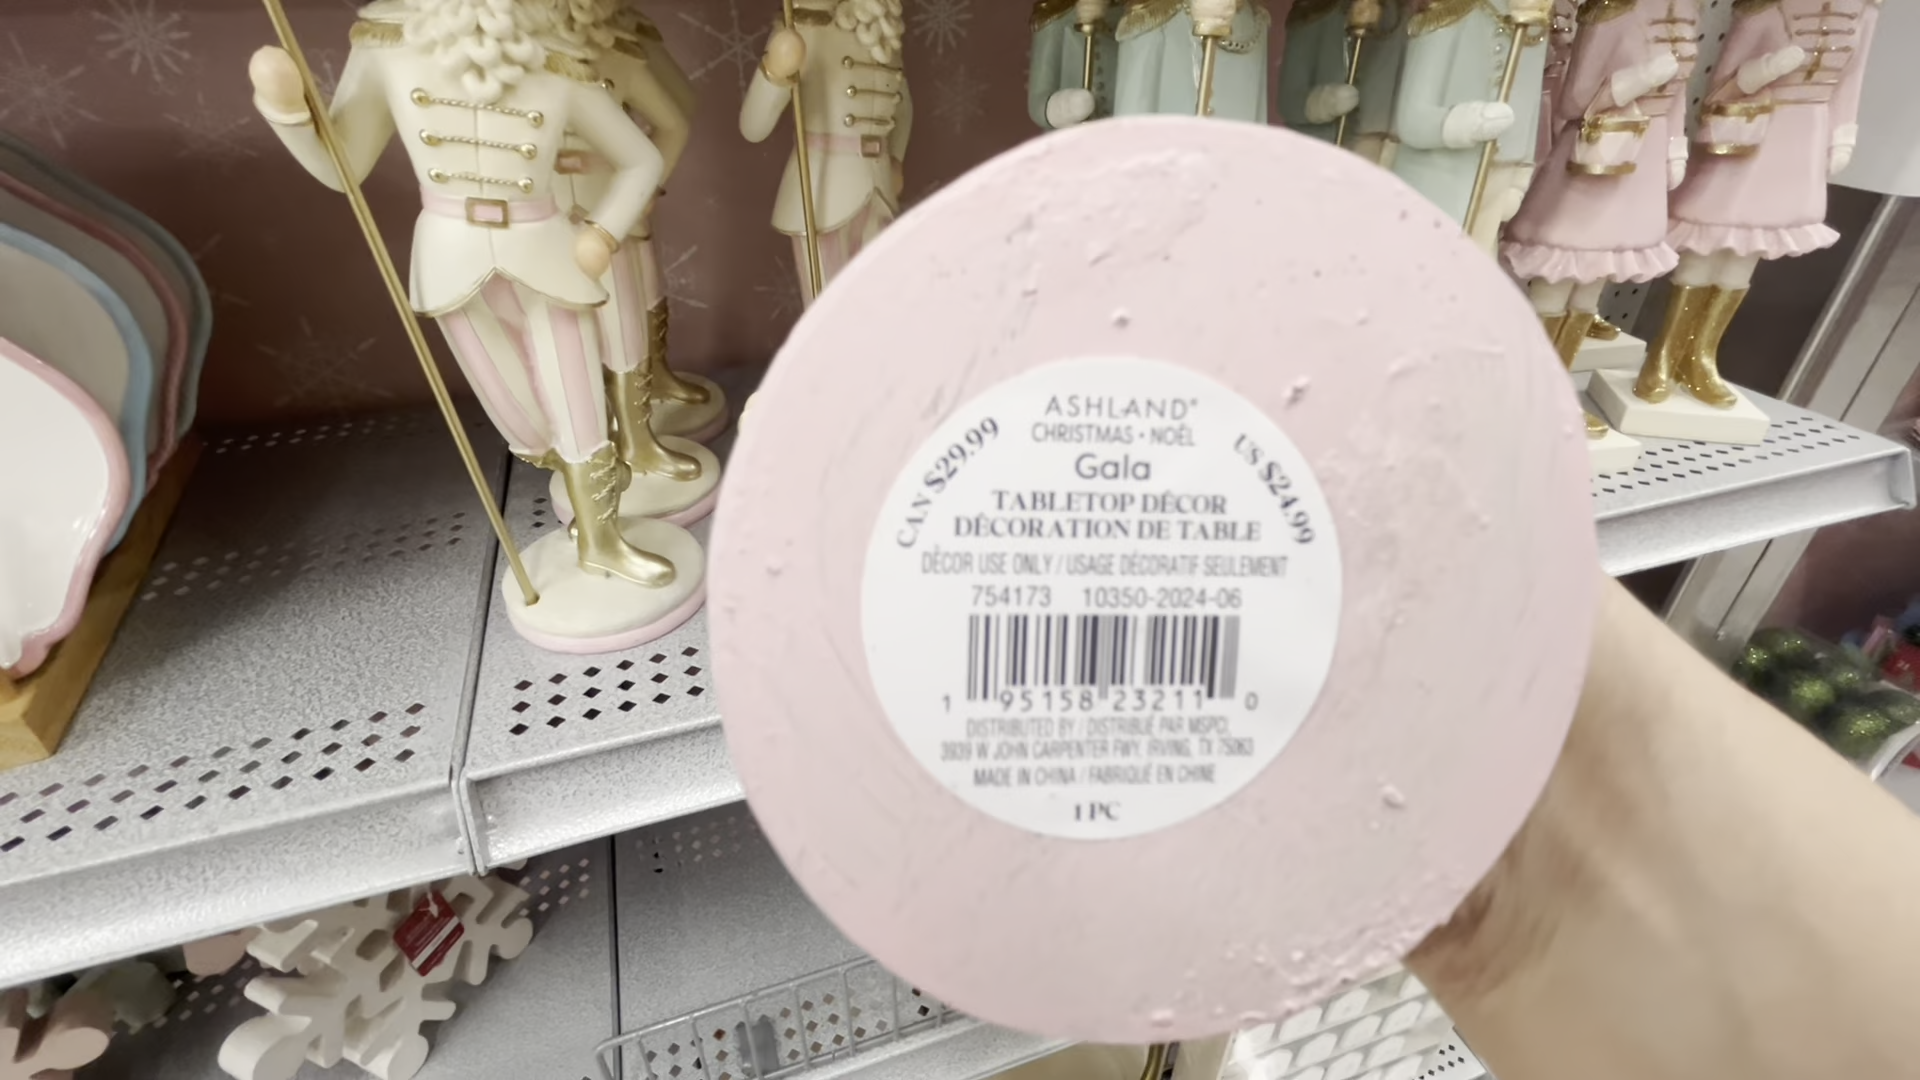 ASHLAND®
CHRISTMAS • NOËL
Gala
CAN $29.99
US $24.99
TABLETOP DÉCOR
DÉCORATION DE TABLE
DÉCOR USE ONLY / USAGE DÉCORATIF SEULEMENT
754173 10350-2024-06
1 95158 23211 0
DISTRIBUTED BY / DISTRIBUÉ PAR MSPCI,
3939 W JOHN CARPENTER FWY, IRVING, TX 75063
MADE IN CHINA / FABRIQUÉ EN CHINE
1 PC